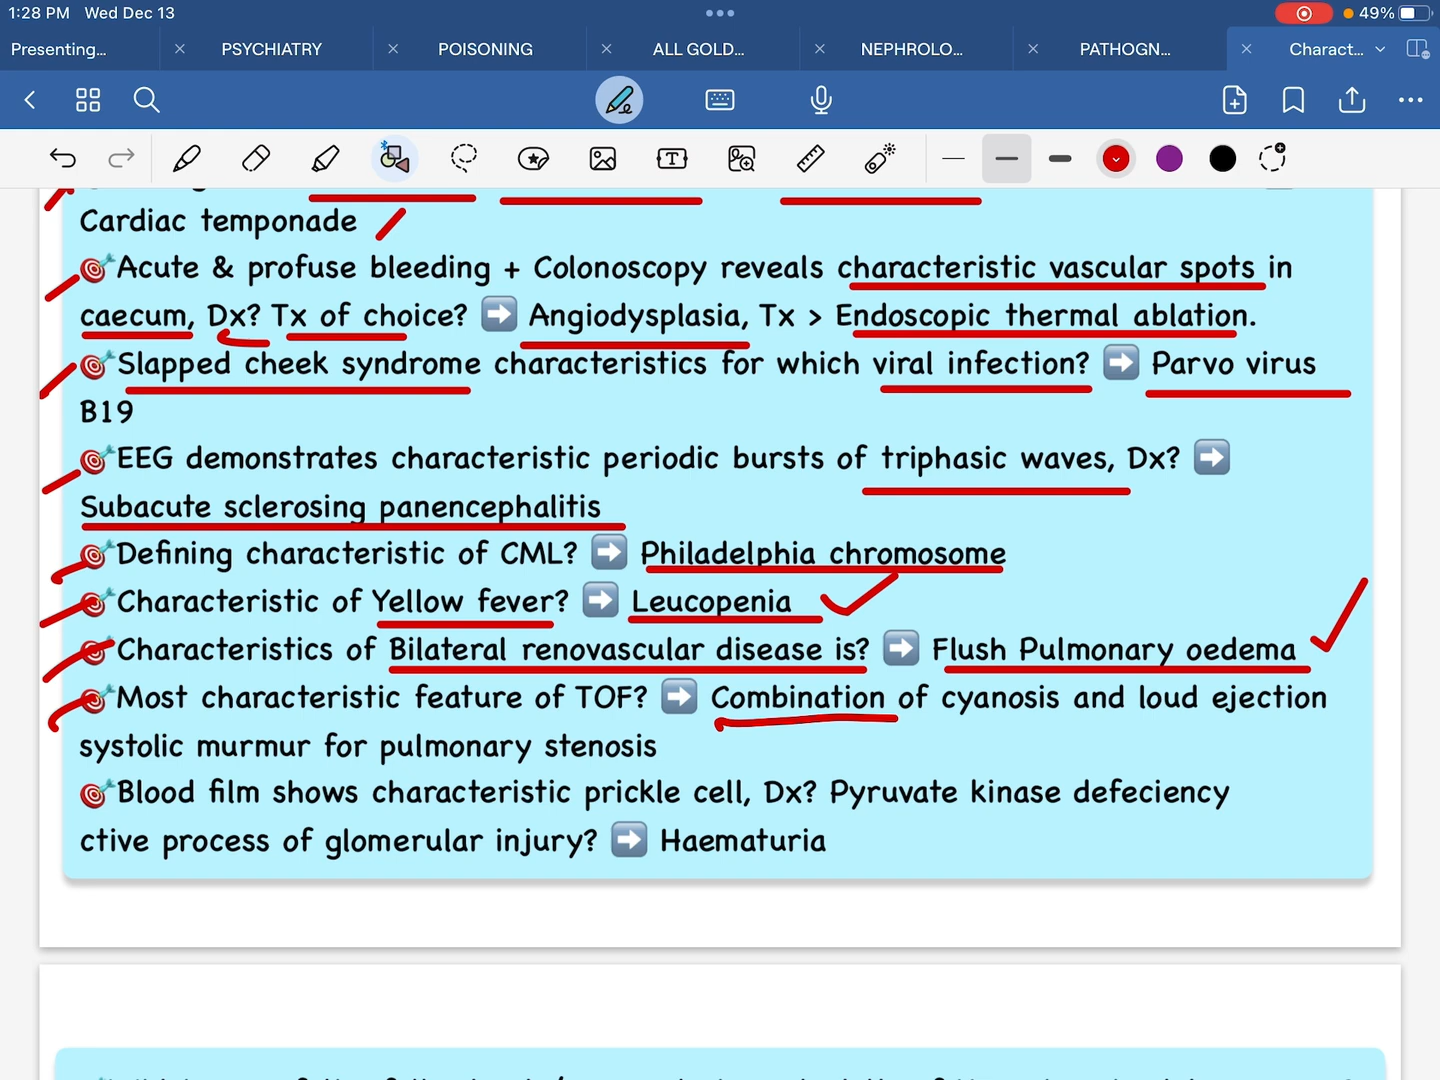 1:28 PM Wed Dec 13
49%
Presenting...
PSYCHIATRY
POISONING
ALL GOLD...
NEPHROLO...
PATHOGN...
Charact...
Cardiac temponade
Acute & profuse bleeding + Colonoscopy reveals characteristic vascular spots in
caecum, Dx? Tx of choice? ➡️ Angiodysplasia, Tx > Endoscopic thermal ablation.
Slapped cheek syndrome characteristics for which viral infection? ➡️ Parvo virus
B19
EEG demonstrates characteristic periodic bursts of triphasic waves, Dx? ➡️
Subacute sclerosing panencephalitis
Defining characteristic of CML? ➡️ Philadelphia chromosome
Characteristic of Yellow fever? ➡️ Leucopenia
Characteristics of Bilateral renovascular disease is? ➡️ Flush Pulmonary oedema
Most characteristic feature of TOF? ➡️ Combination of cyanosis and loud ejection
systolic murmur for pulmonary stenosis
Blood film shows characteristic prickle cell, Dx? Pyruvate kinase defeciency
ctive process of glomerular injury? ➡️ Haematuria